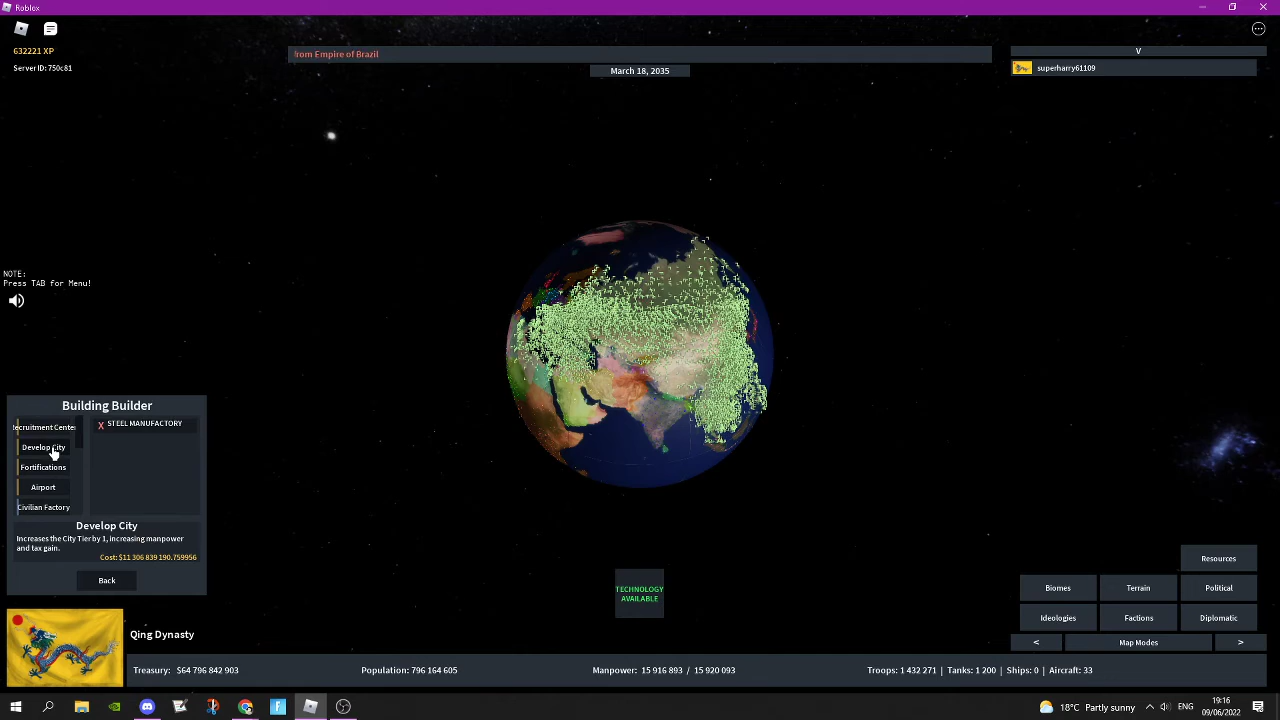 Roblox
632221 XP
Server ID: 750c81
from Empire of Brazil
March 18, 2035
V
superharry61109
NOTE:
Press TAB for Menu!
Building Builder
Recruitment Center
Develop City
Fortifications
Airport
Civilian Factory
X STEEL MANUFACTORY
Develop City
Increases the City Tier by 1, increasing manpower
and tax gain.
Cost: $11 306 839 190.759956
Back
TECHNOLOGY
AVAILABLE
Resources
Biomes
Terrain
Political
Ideologies
Factions
Diplomatic
<
Map Modes
>
Qing Dynasty
Treasury: $64 796 842 903
Population: 796 164 605
Manpower: 15 916 893 / 15 920 093
Troops: 1 432 271 | Tanks: 1 200 | Ships: 0 | Aircraft: 33
18°C Partly sunny
ENG
19:16
09/06/2022